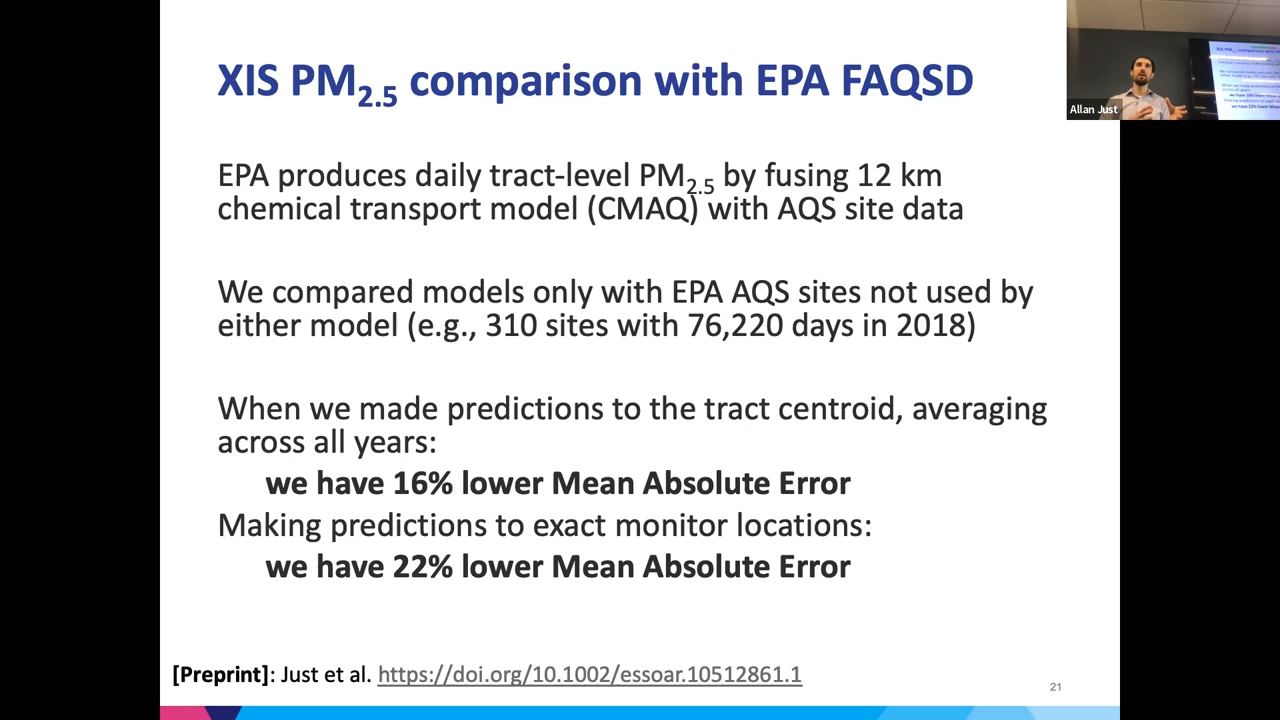 XIS PM2.5 comparison with EPA FAQSD
EPA produces daily tract-level PM2.5 by fusing 12 km
chemical transport model (CMAQ) with AQS site data
We compared models only with EPA AQS sites not used by
either model (e.g., 310 sites with 76,220 days in 2018)
When we made predictions to the tract centroid, averaging
across all years:
we have 16% lower Mean Absolute Error
Making predictions to exact monitor locations:
we have 22% lower Mean Absolute Error
[Preprint]: Just et al. https://doi.org/10.1002/essoar.10512861.1
21
Allan Just